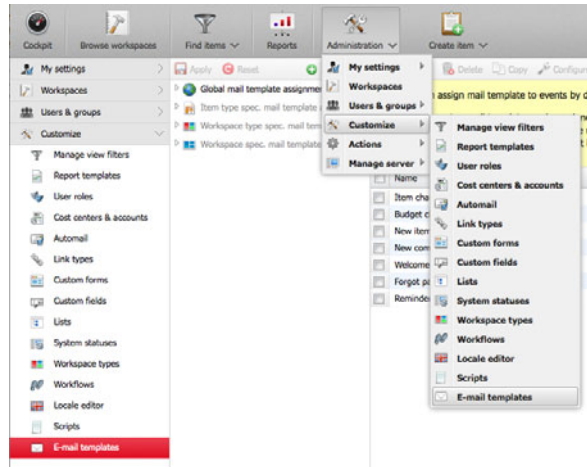 Cockpit
Browse workspaces
Find items
Reports
Administration
Create item
My settings
Workspaces
Users & groups
Customize
Manage view filters
Report templates
User roles
Cost centers & accounts
Automail
Link types
Custom forms
Custom fields
Lists
System statuses
Workspace types
Workflows
Locale editor
Scripts
E-mail templates
Apply
Reset
Global mail template assignme
Item type spec. mail template
Workspace type spec. mail tem
Workspace spec. mail template
My settings
Workspaces
Users & groups
Customize
Actions
Manage server
Delete
Copy
Configur
assign mail template to events by d
Name
Item cha
Budget c
New item
New com
Welcome
Forgot pa
Reminde
Manage view filters
Report templates
User roles
Cost centers & accounts
Automail
Link types
Custom forms
Custom fields
Lists
System statuses
Workspace types
Workflows
Locale editor
Scripts
E-mail templates